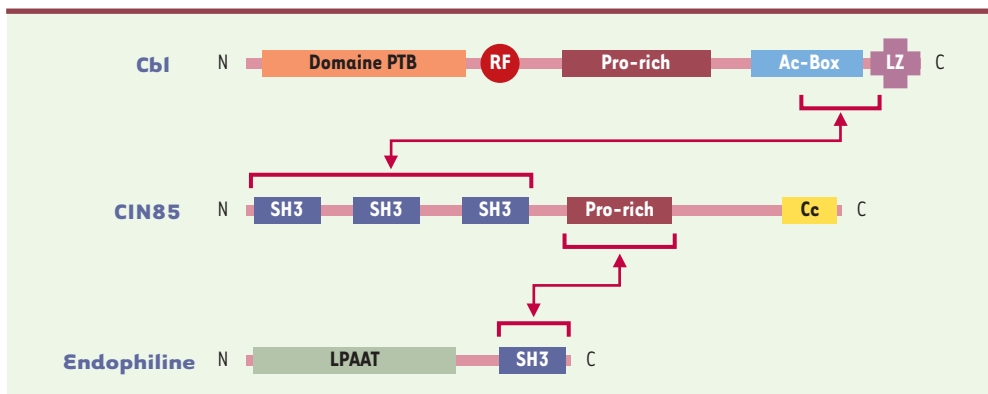 Cbl N Domaine PTB RF Pro-rich Ac-Box LZ C
CIN85 N SH3 SH3 SH3 Pro-rich Cc C
Endophiline N LPAAT SH3 C